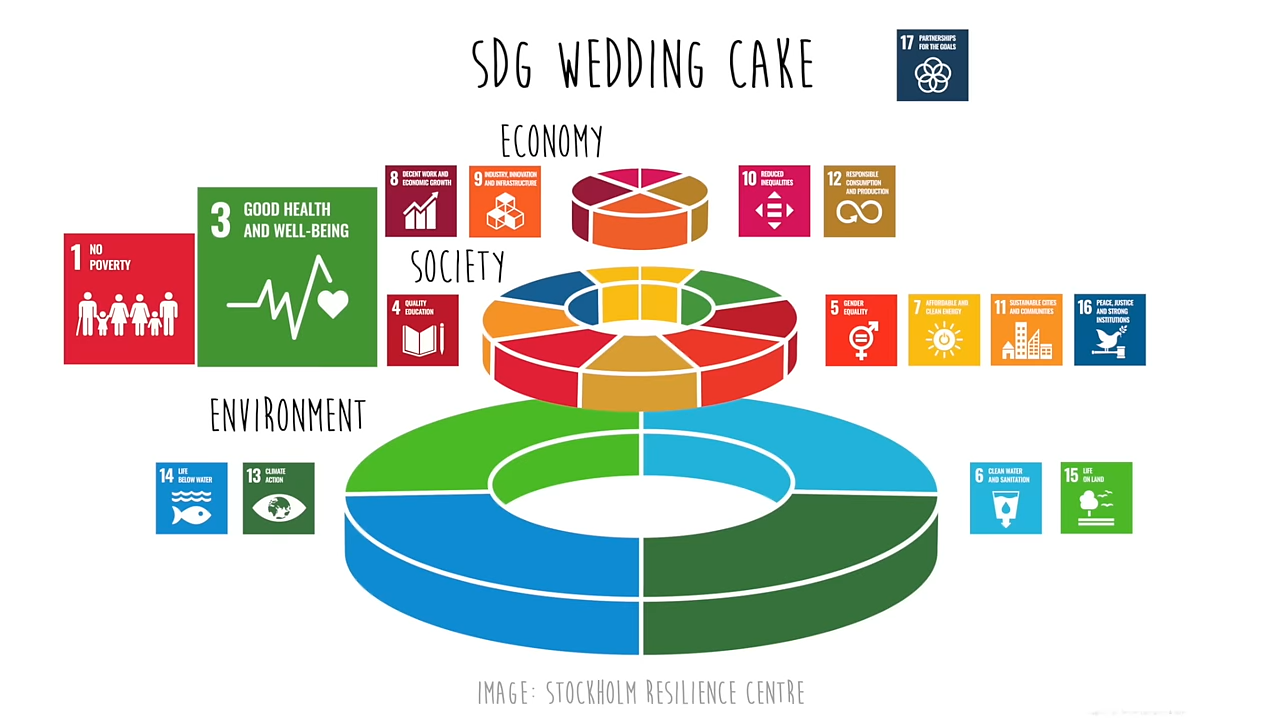 SDG WEDDING CAKE
17 PARTNERSHIPS
FOR THE GOALS
ECONOMY
8 DECENT WORK AND
ECONOMIC GROWTH
9 INDUSTRY, INNOVATION
AND INFRASTRUCTURE
10 REDUCED
INEQUALITIES
12 RESPONSIBLE
CONSUMPTION
AND PRODUCTION
SOCIETY
1 NO
POVERTY
3 GOOD HEALTH
AND WELL-BEING
4 QUALITY
EDUCATION
5 GENDER
EQUALITY
7 AFFORDABLE AND
CLEAN ENERGY
11 SUSTAINABLE CITIES
AND COMMUNITIES
16 PEACE, JUSTICE
AND STRONG
INSTITUTIONS
ENVIRONMENT
14 LIFE
BELOW WATER
13 CLIMATE
ACTION
6 CLEAN WATER
AND SANITATION
15 LIFE
ON LAND
IMAGE: STOCKHOLM RESILIENCE CENTRE